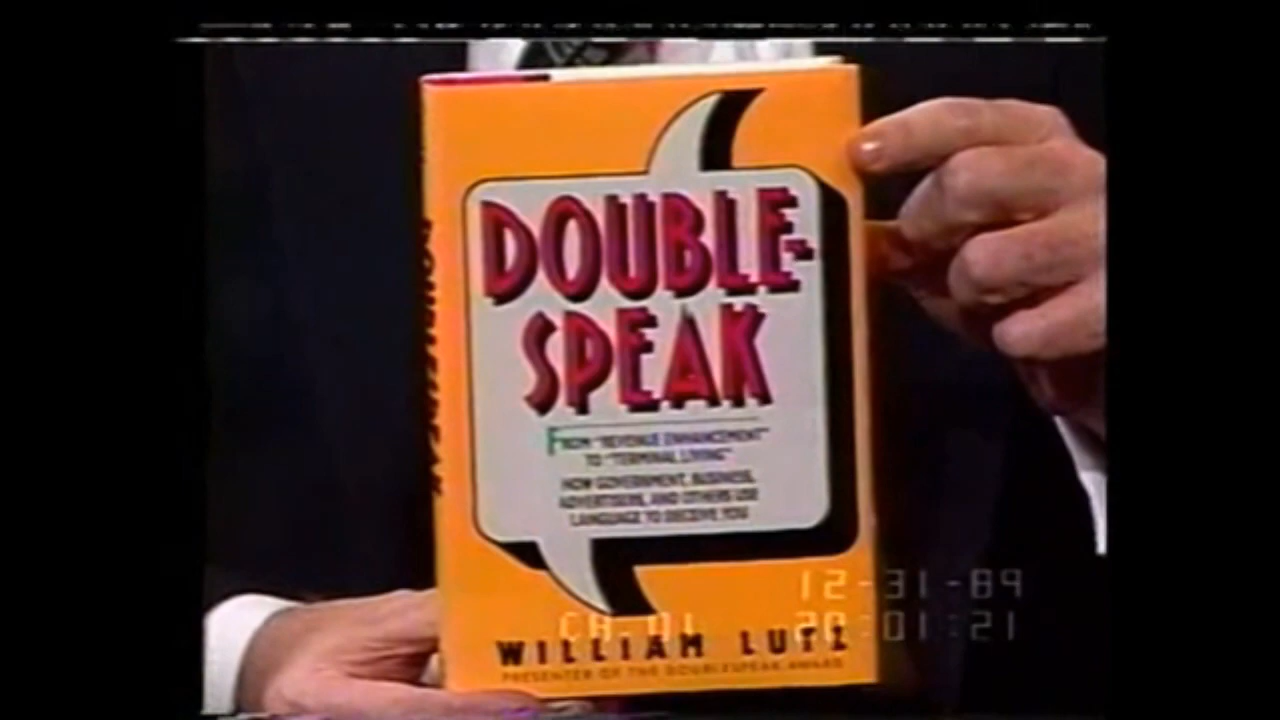 DOUBLE-
SPEAK
FROM "REVENUE ENHANCEMENT"
TO "TERMINAL LIVING"
HOW GOVERNMENT, BUSINESS,
ADVERTISERS, AND OTHERS USE
LANGUAGE TO DECEIVE YOU
12-31-89
CH.01 20:01:21
WILLIAM LUTZ
PRESENTER OF THE DOUBLESPEAK AWARD
DOUBLESPEAK